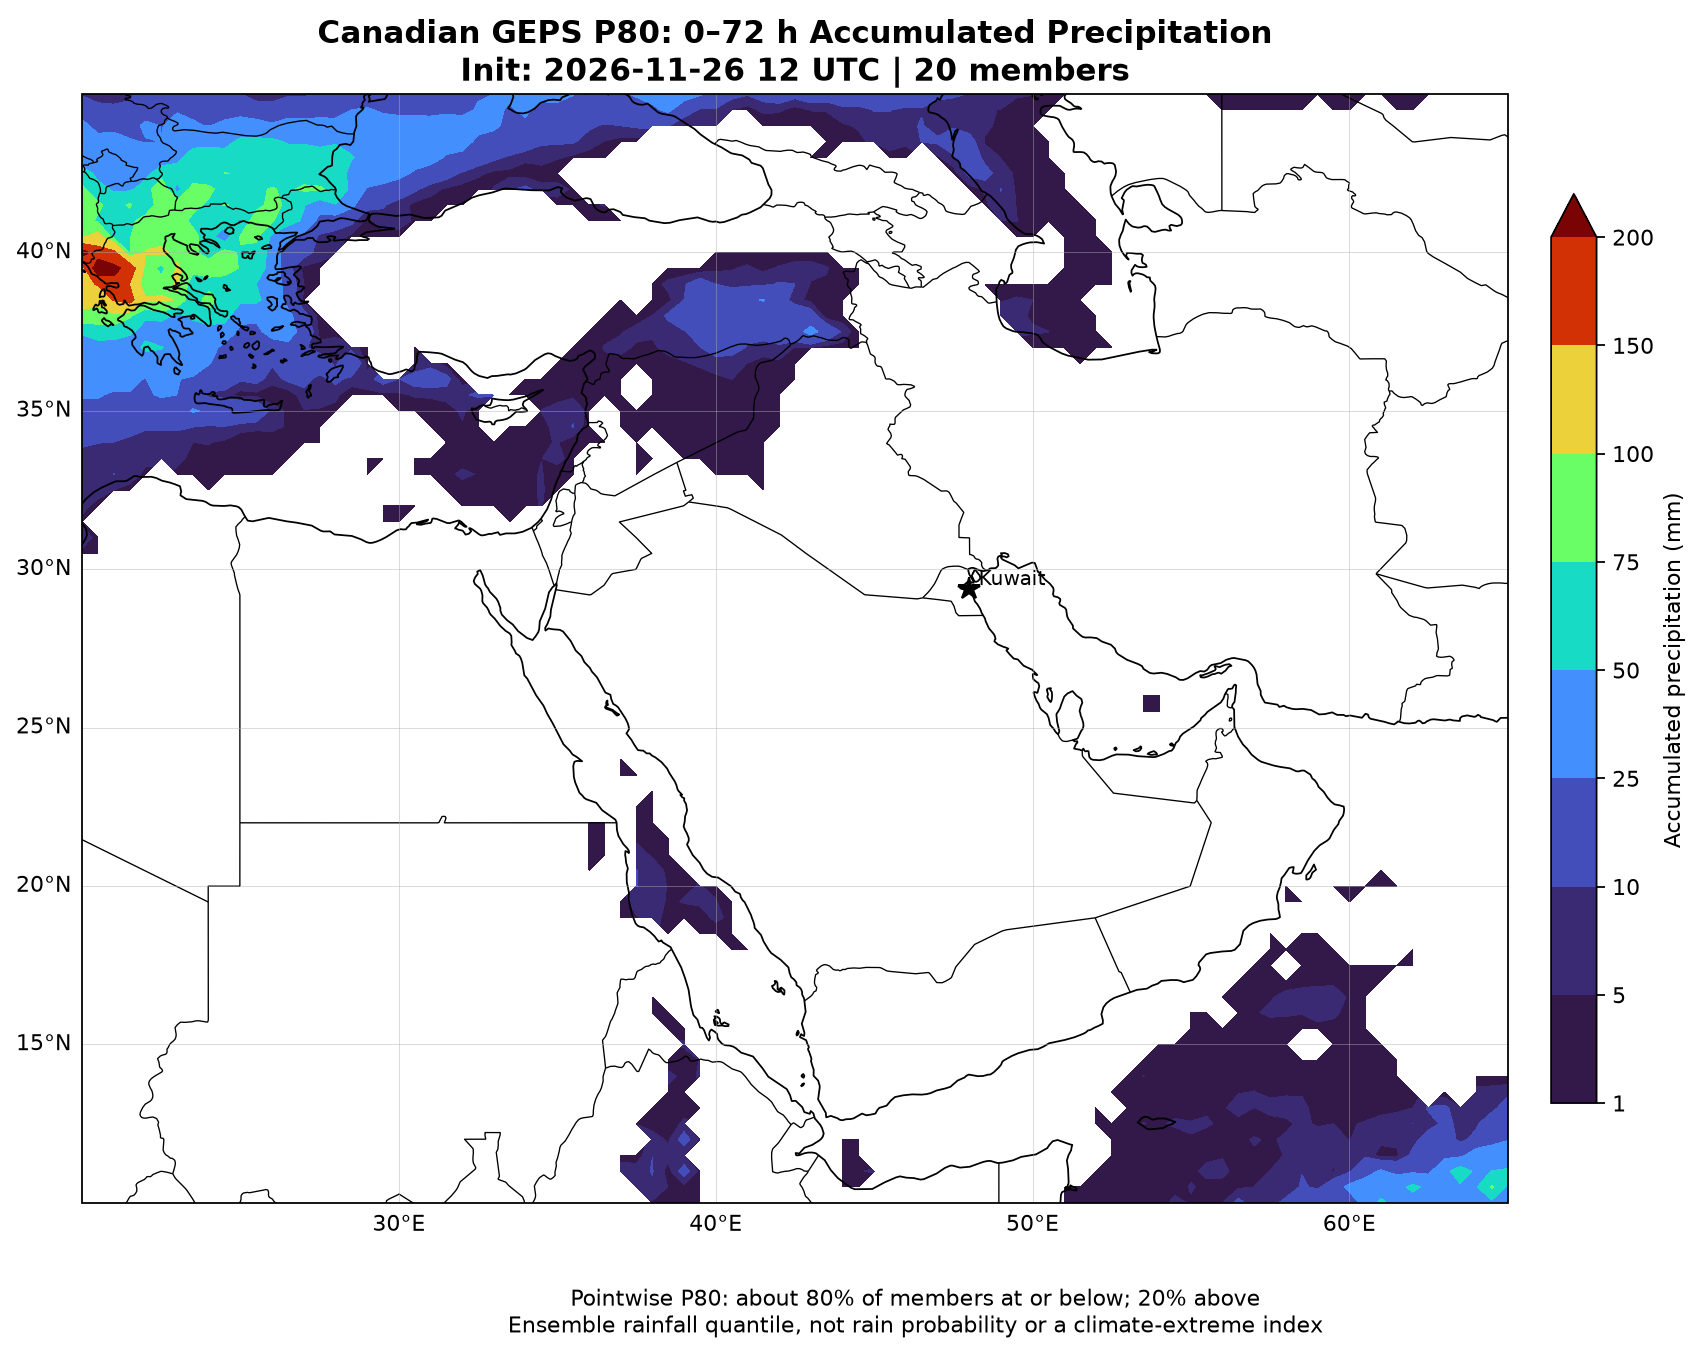 Canadian GEPS P80: 0–72 h Accumulated Precipitation
Init: 2026-11-26 12 UTC | 20 members
40°N
35°N
30°N
25°N
20°N
15°N
30°E
40°E
50°E
60°E
Kuwait
200
150
100
75
50
25
10
5
1
Accumulated precipitation (mm)
Pointwise P80: about 80% of members at or below; 20% above
Ensemble rainfall quantile, not rain probability or a climate-extreme index